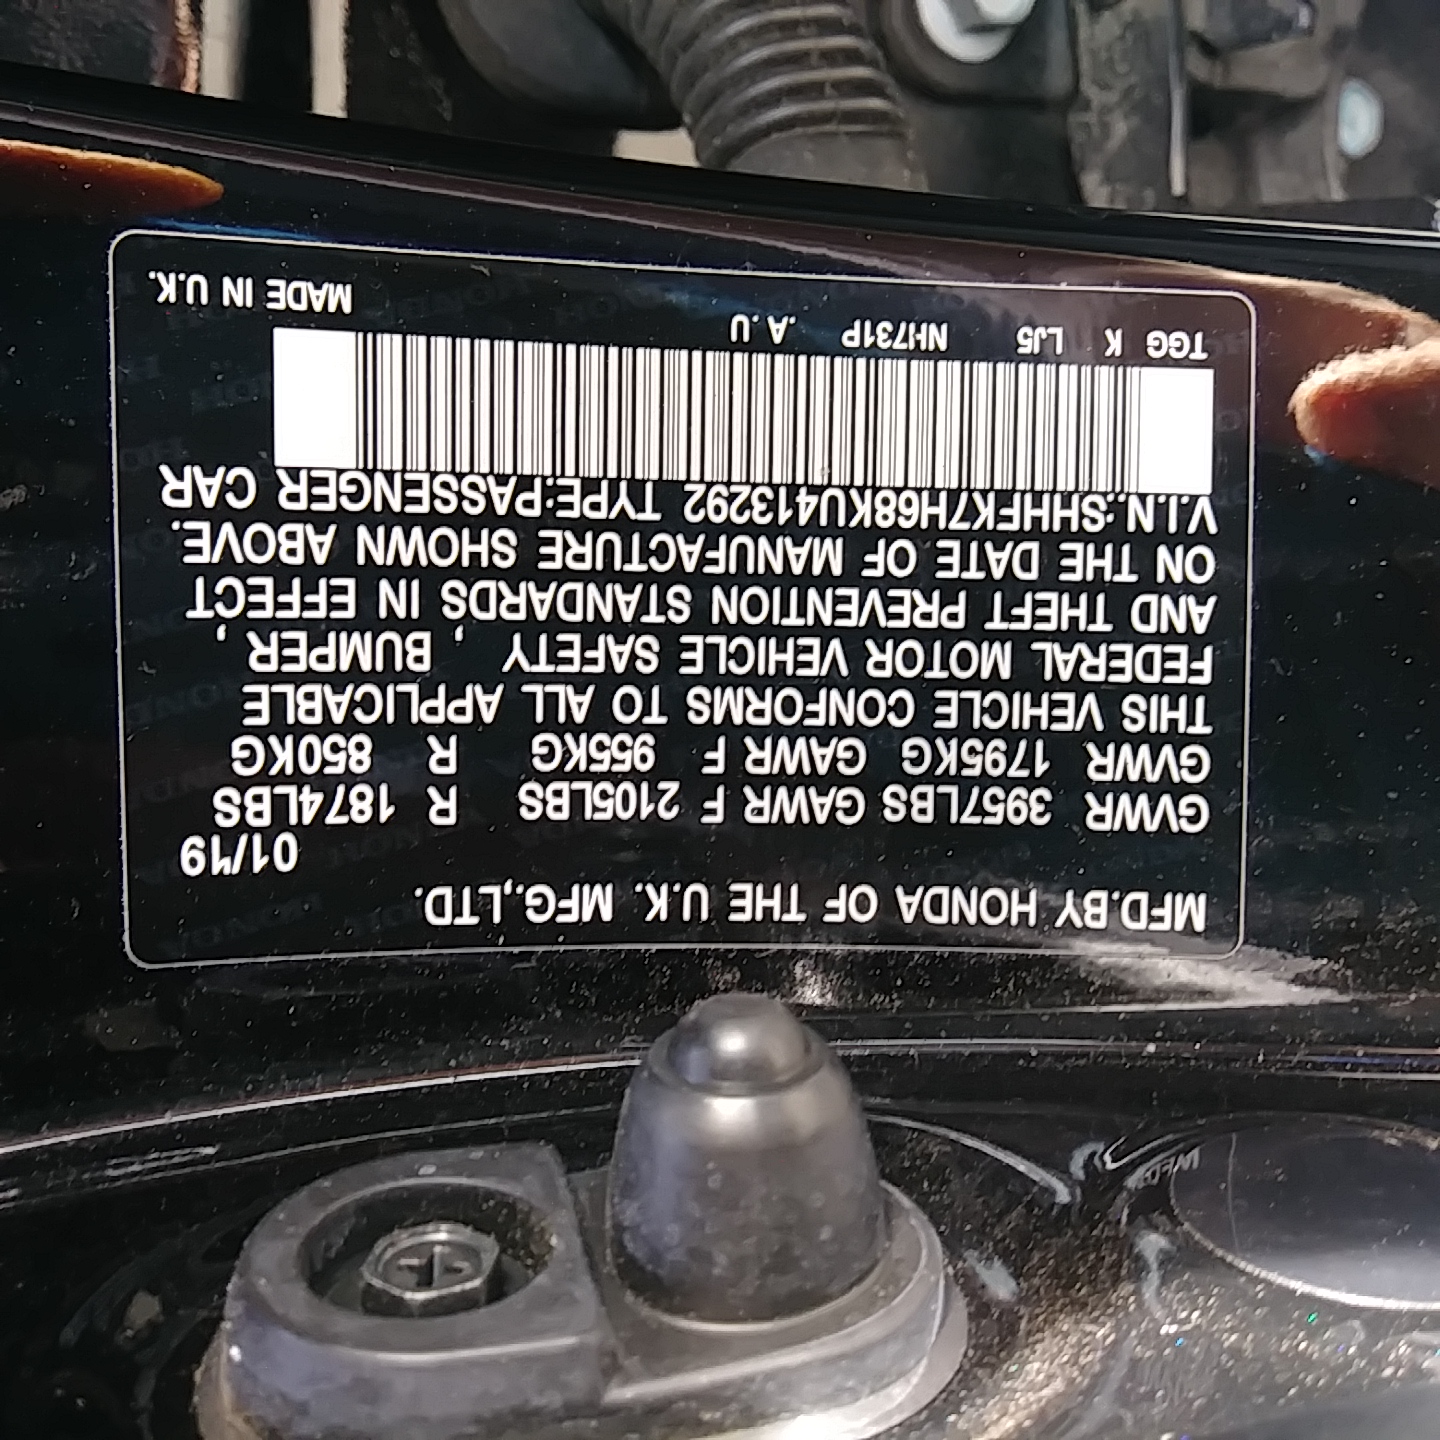 MFD.BY HONDA OF THE U.K. MFG.,LTD.
01/19
GVWR 3957LBS GAWR F 2105LBS R 1874LBS
GVWR 1795KG GAWR F 955KG R 850KG
THIS VEHICLE CONFORMS TO ALL APPLICABLE
FEDERAL MOTOR VEHICLE SAFETY , BUMPER ,
AND THEFT PREVENTION STANDARDS IN EFFECT
ON THE DATE OF MANUFACTURE SHOWN ABOVE.
V.I.N.:SHHFK7H68KU413292 TYPE:PASSENGER CAR
TGG K LJ5 NH731P .A.U MADE IN U.K.